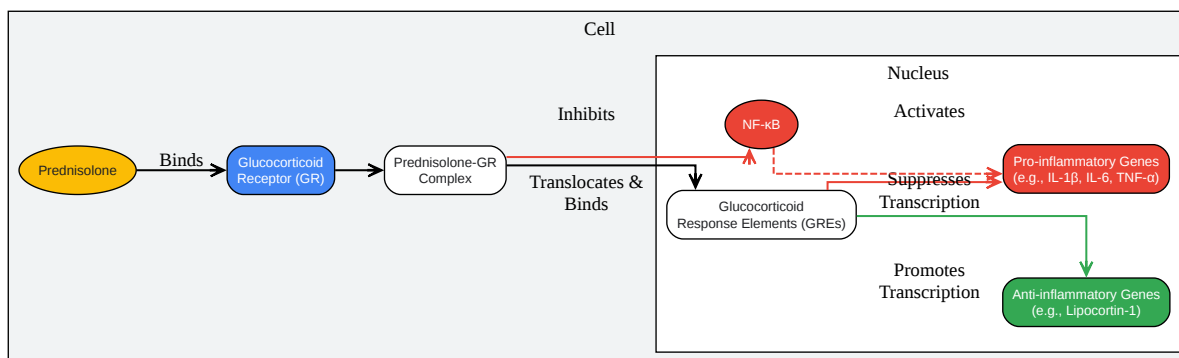 Cell
Nucleus
Inhibits
Activates
NF-κB
Prednisolone
Binds
Glucocorticoid
Receptor (GR)
Prednisolone-GR
Complex
Translocates &
Binds
Glucocorticoid
Response Elements (GREs)
Suppresses
Transcription
Pro-inflammatory Genes
(e.g., IL-1β, IL-6, TNF-α)
Promotes
Transcription
Anti-inflammatory Genes
(e.g., Lipocortin-1)